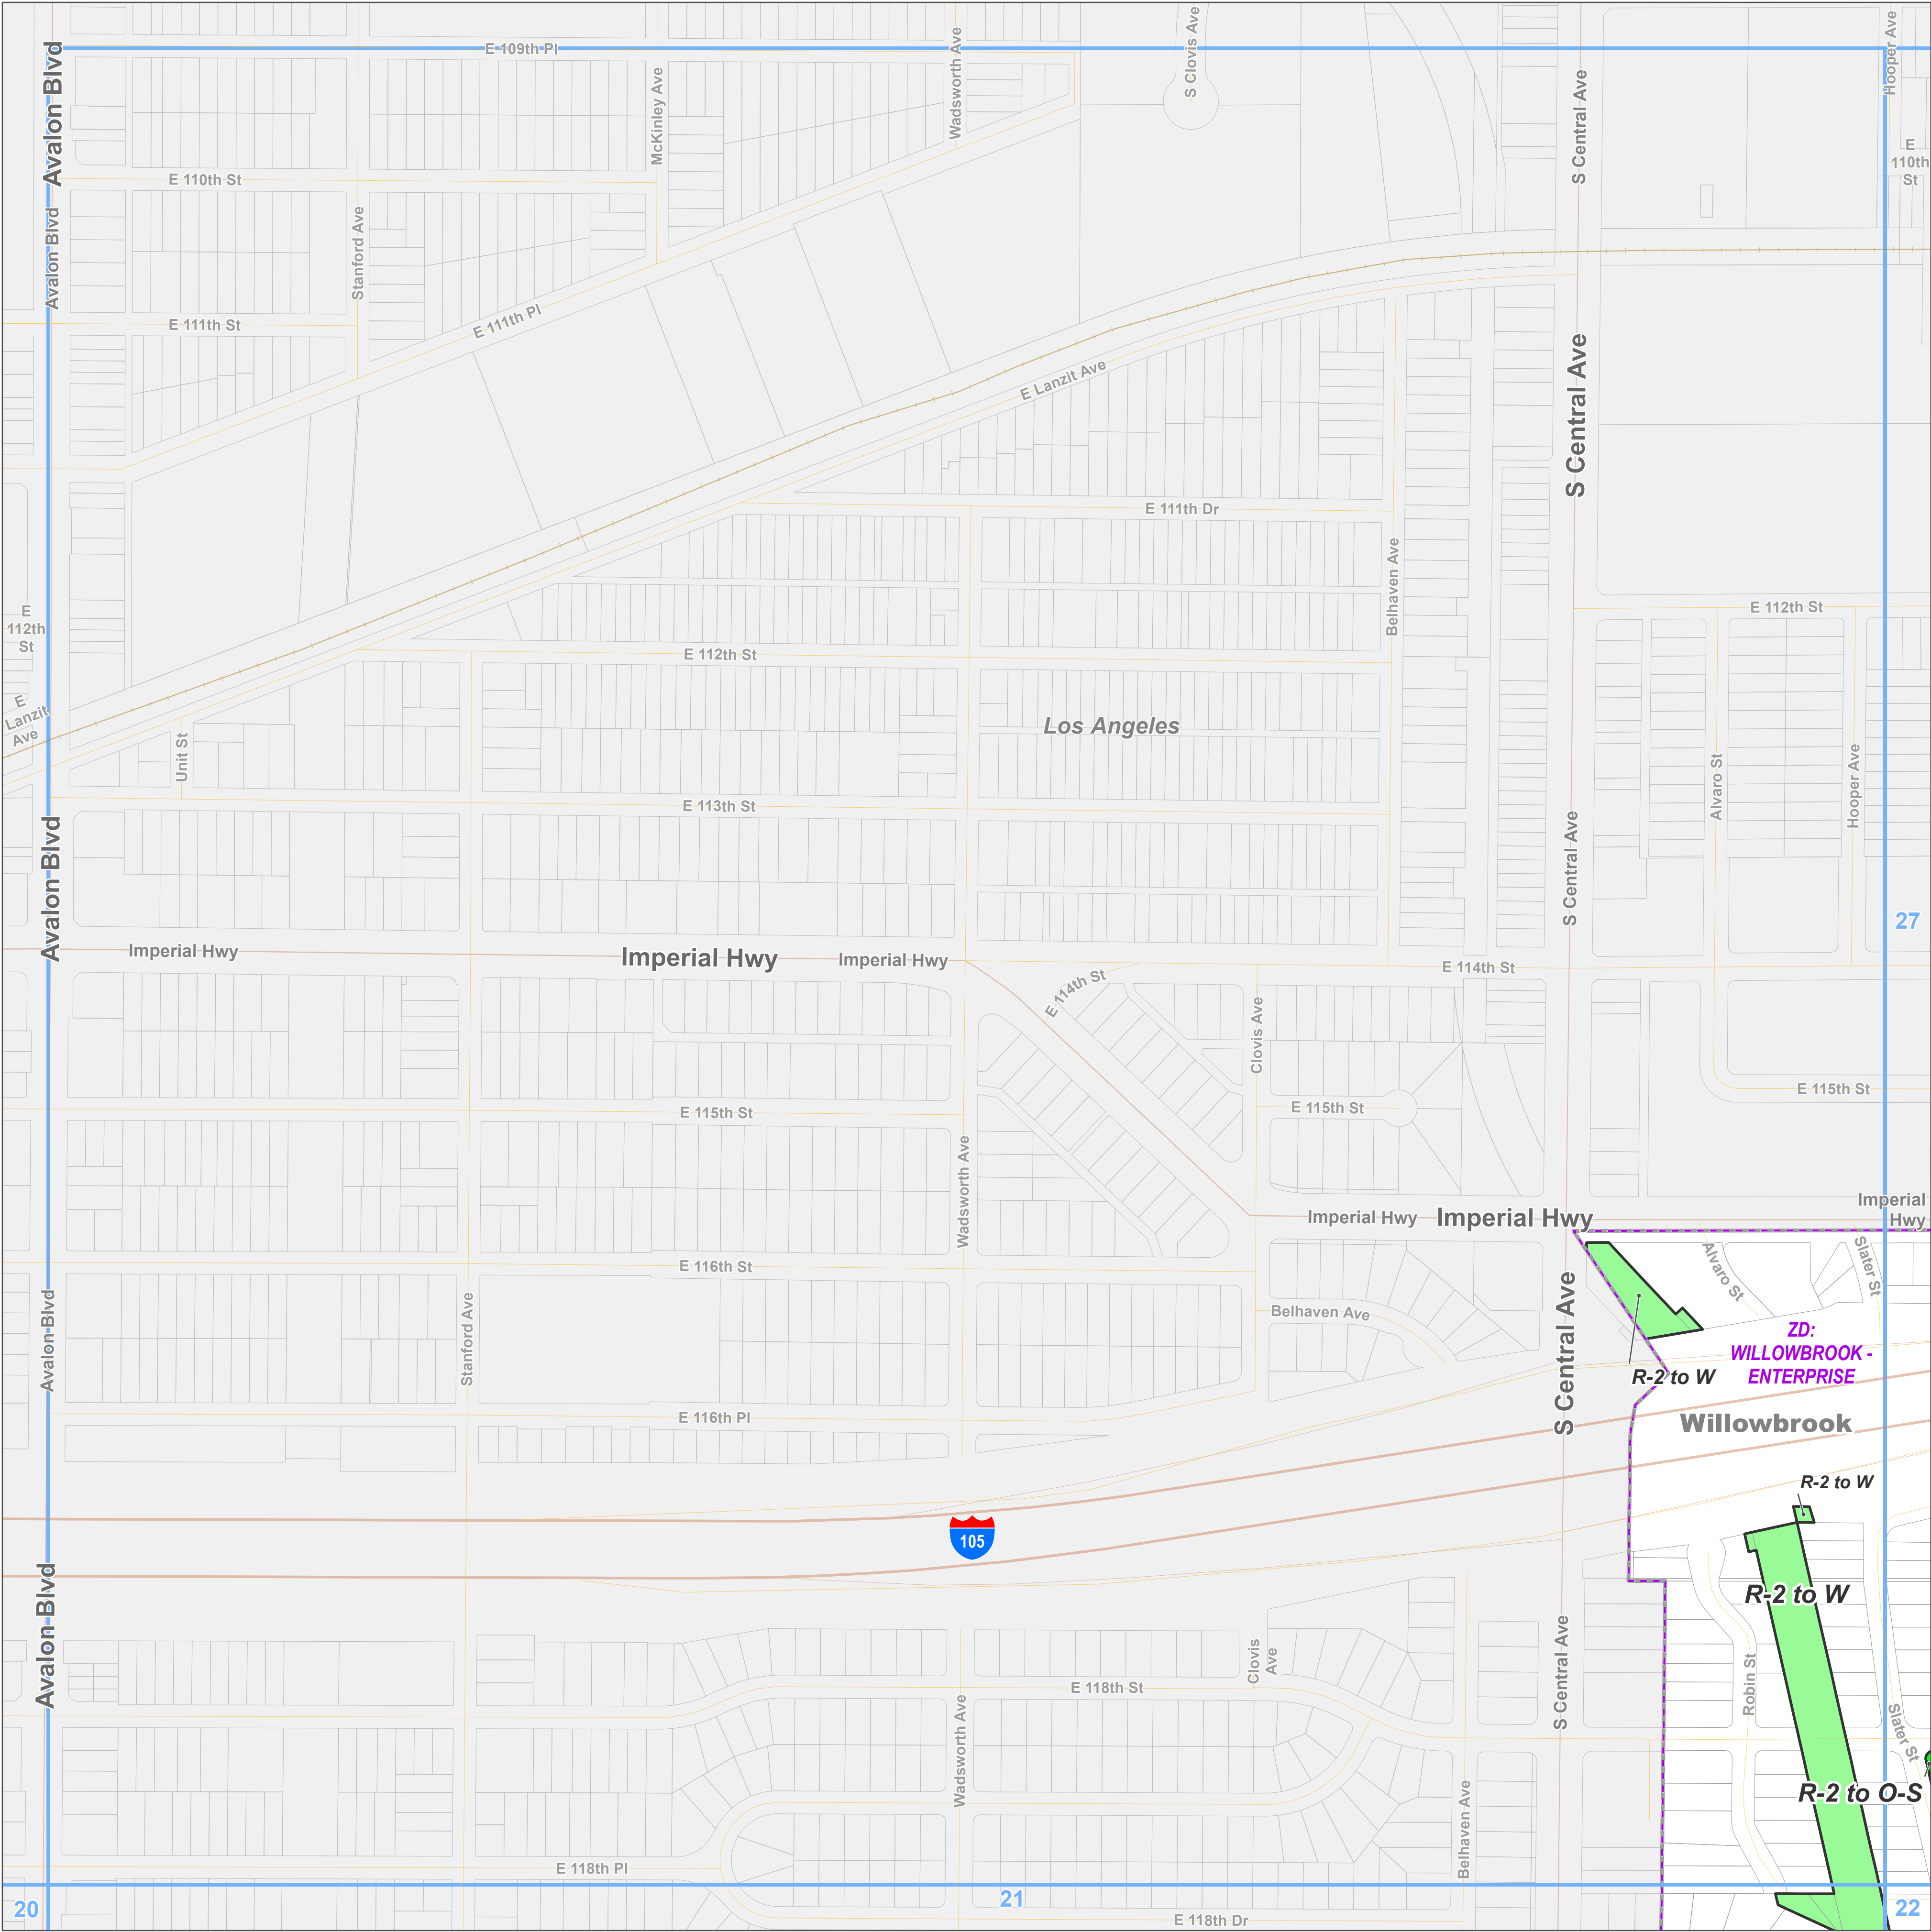 E 109th Pl
Avalon Blvd
McKinley Ave
Wadsworth Ave
S Clovis Ave
S Central Ave
Hooper Ave
E
110th
St
E 110th St
Avalon Blvd
Stanford Ave
E 111th St
E 111th Pl
E Lanzit Ave
S Central Ave
E 111th Dr
Belhaven Ave
E
112th
St
E 112th St
E 112th St
E
Lanzit
Ave
Unit St
Los Angeles
Alvaro St
Hooper Ave
E 113th St
Avalon Blvd
S Central Ave
27
Imperial Hwy
Imperial Hwy
Imperial Hwy
E 114th St
E 114th St
Clovis Ave
E 115th St
E 115th St
E 115th St
Wadsworth Ave
Imperial Hwy
Imperial Hwy
Imperial
Hwy
E 116th St
Alvaro St
Slater St
Avalon Blvd
Stanford Ave
Belhaven Ave
S Central Ave
ZD:
WILLOWBROOK -
ENTERPRISE
R-2 to W
E 116th Pl
Willowbrook
R-2 to W
105
Avalon Blvd
R-2 to W
Clovis
Ave
S Central Ave
Robin St
E 118th St
Wadsworth Ave
Slater St
R-2 to O-S
Belhaven Ave
E 118th Pl
20
21
22
E 118th Dr